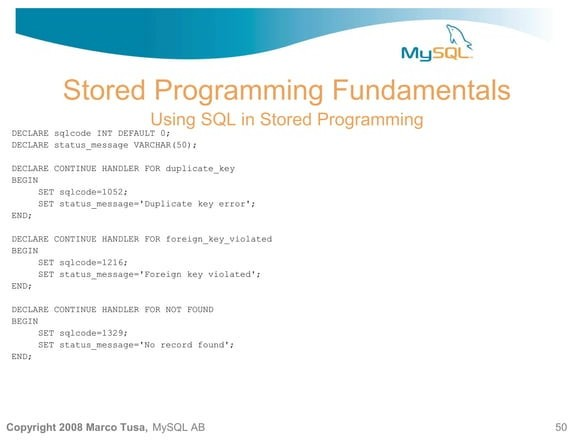 MySQL
Stored Programming Fundamentals
Using SQL in Stored Programming
DECLARE sqlcode INT DEFAULT 0;
DECLARE status_message VARCHAR(50);
DECLARE CONTINUE HANDLER FOR duplicate_key
BEGIN
SET sqlcode=1052;
SET status_message='Duplicate key error';
END;
DECLARE CONTINUE HANDLER FOR foreign_key_violated
BEGIN
SET sqlcode=1216;
SET status_message='Foreign key violated';
END;
DECLARE CONTINUE HANDLER FOR NOT FOUND
BEGIN
SET sqlcode=1329;
SET status_message='No record found';
END;
Copyright 2008 Marco Tusa, MySQL AB 50